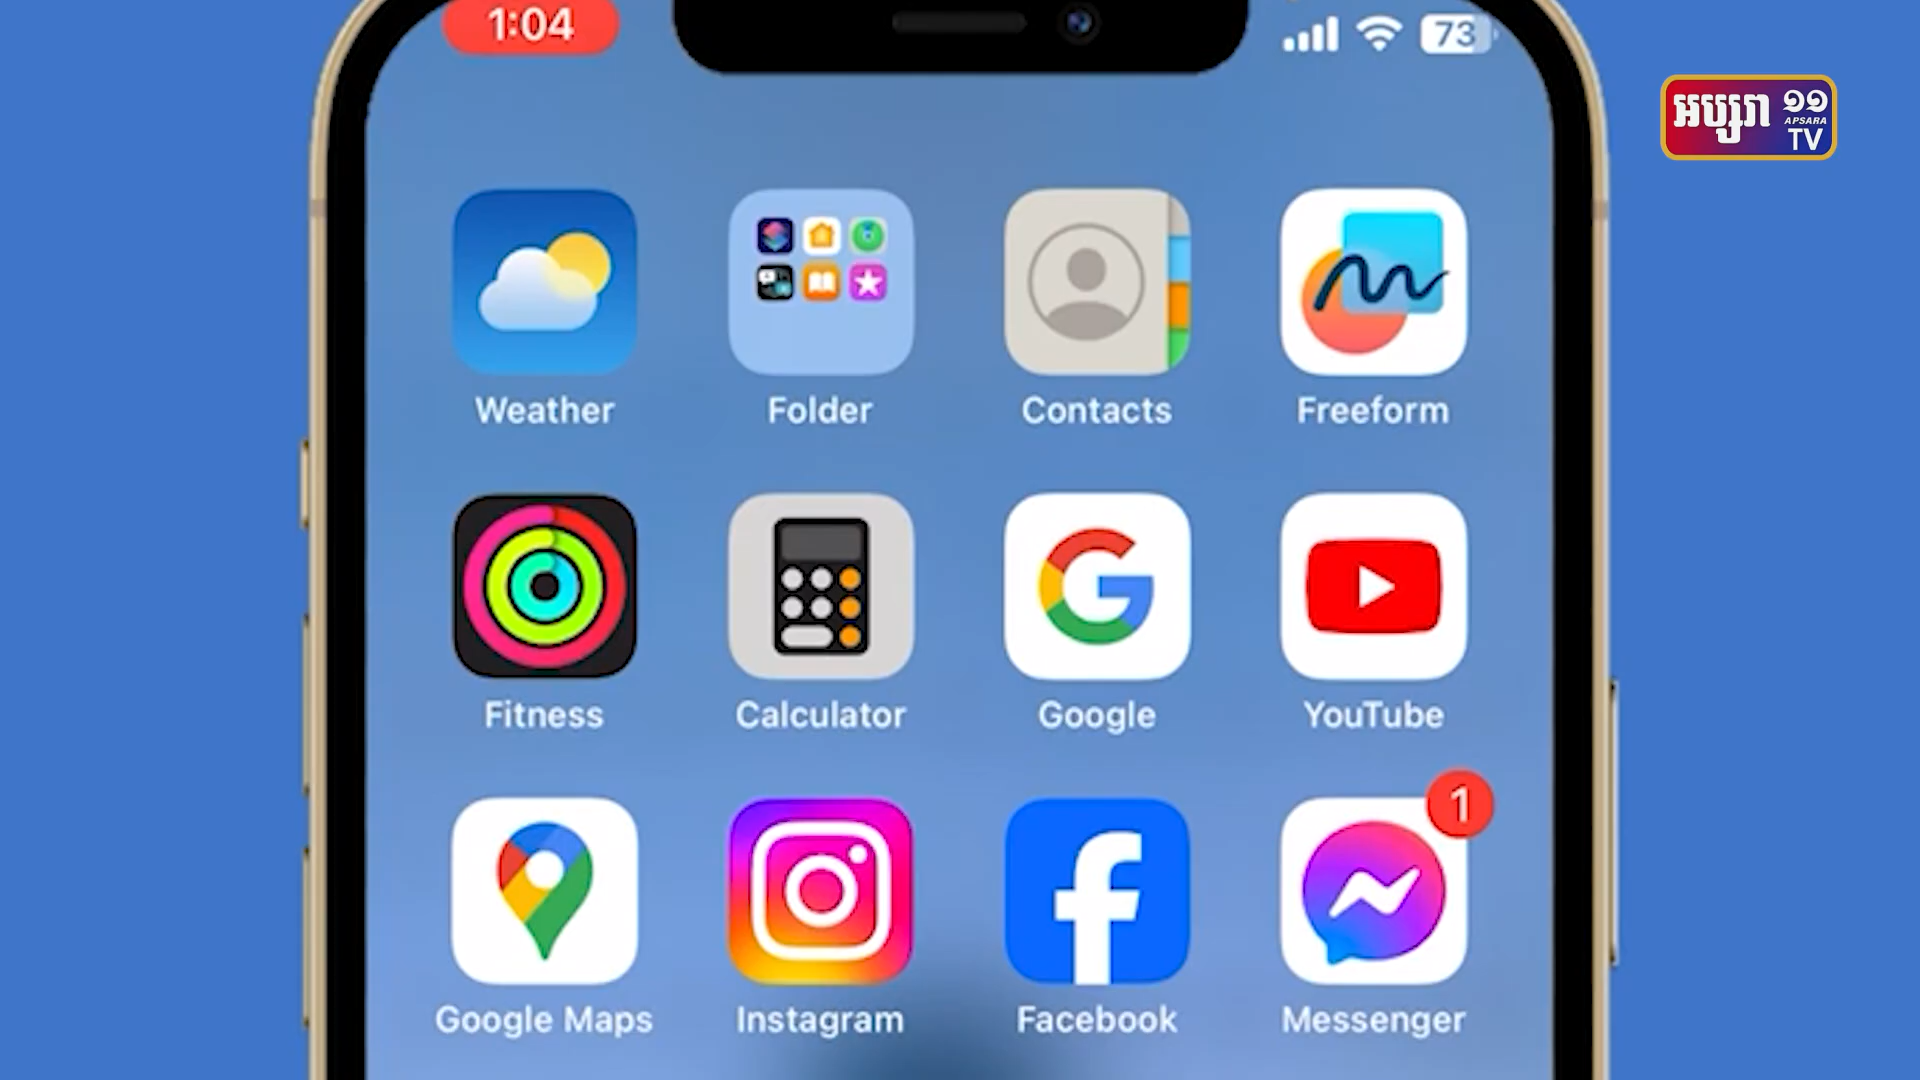 1:04
73
អប្សរា ១១
APSARA
TV
Weather
Folder
Contacts
Freeform
Fitness
Calculator
Google
YouTube
1
Google Maps
Instagram
Facebook
Messenger